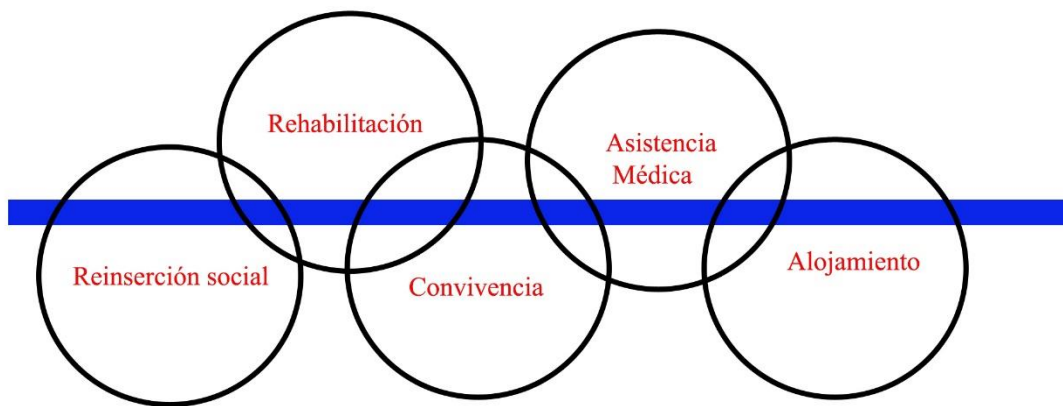 Rehabilitación
Asistencia
Médica
Reinserción social
Convivencia
Alojamiento